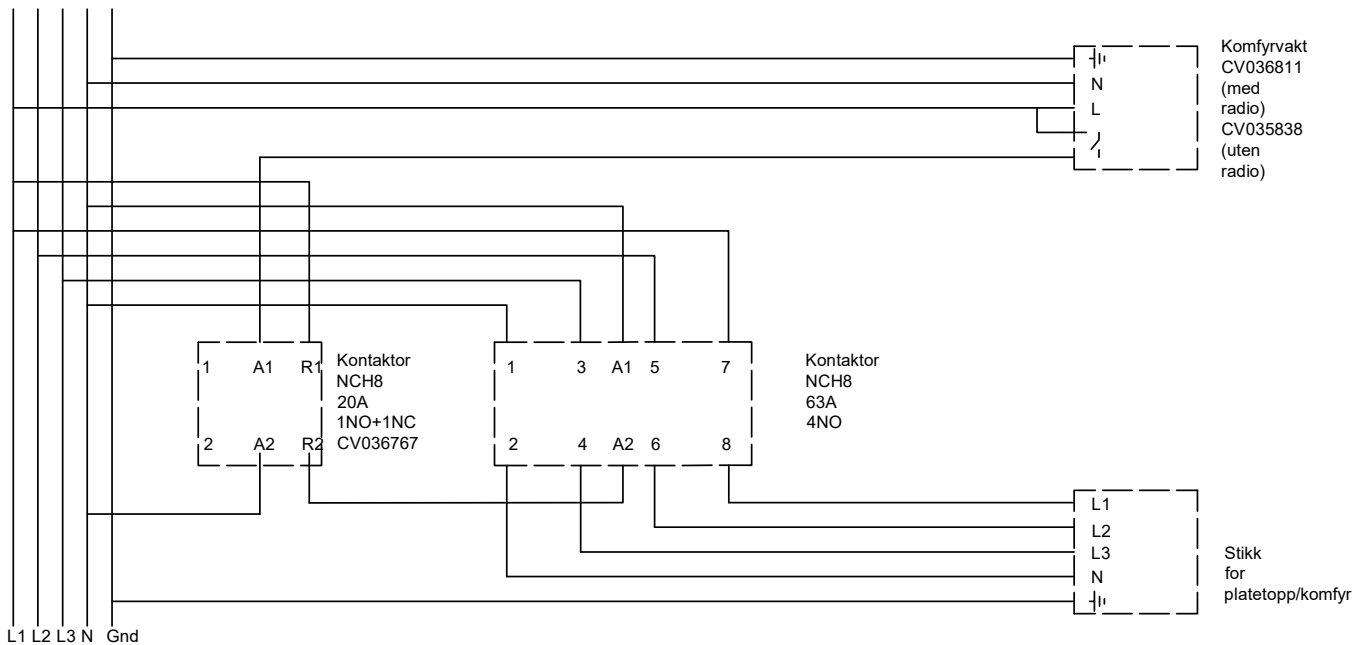 Komfyrvakt
CV036811
(med
radio)
CV035838
(uten
radio)
N
L
1 A1 R1
2 A2 R2
Kontaktor
NCH8
20A
1NO+1NC
CV036767
1 3 A1 5 7
2 4 A2 6 8
Kontaktor
NCH8
63A
4NO
L1
L2
L3
N
Stikk
for
platetopp/komfyr
L1 L2 L3 N Gnd